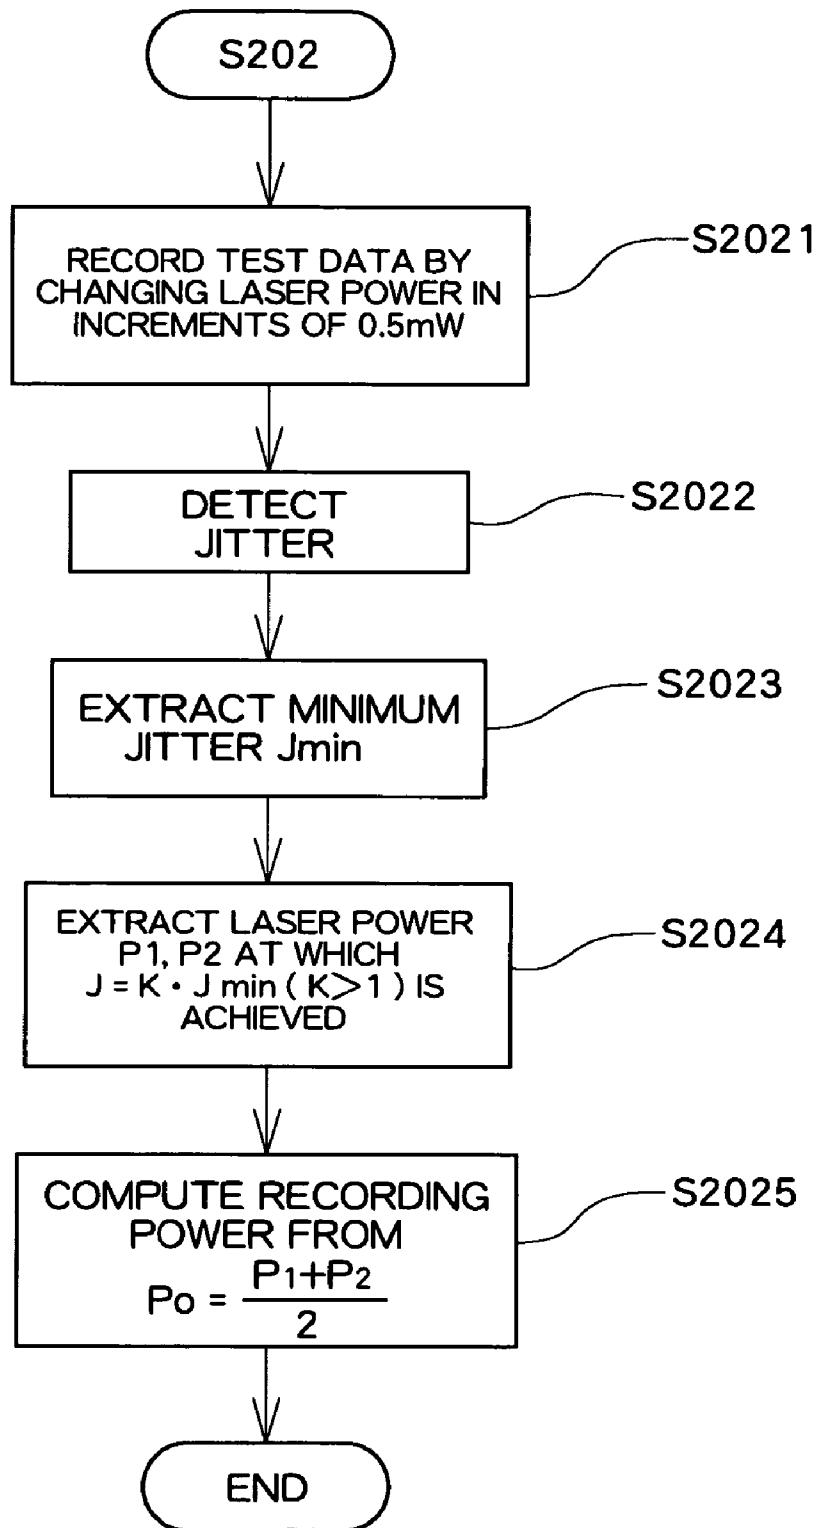 S202
RECORD TEST DATA BY
CHANGING LASER POWER IN
INCREMENTS OF 0.5mW
S2021
DETECT
JITTER
S2022
EXTRACT MINIMUM
JITTER Jmin
S2023
EXTRACT LASER POWER
P1, P2 AT WHICH
J = K · J min ( K>1 ) IS
ACHIEVED
S2024
COMPUTE RECORDING
POWER FROM
Po = P1+P2
2
S2025
END